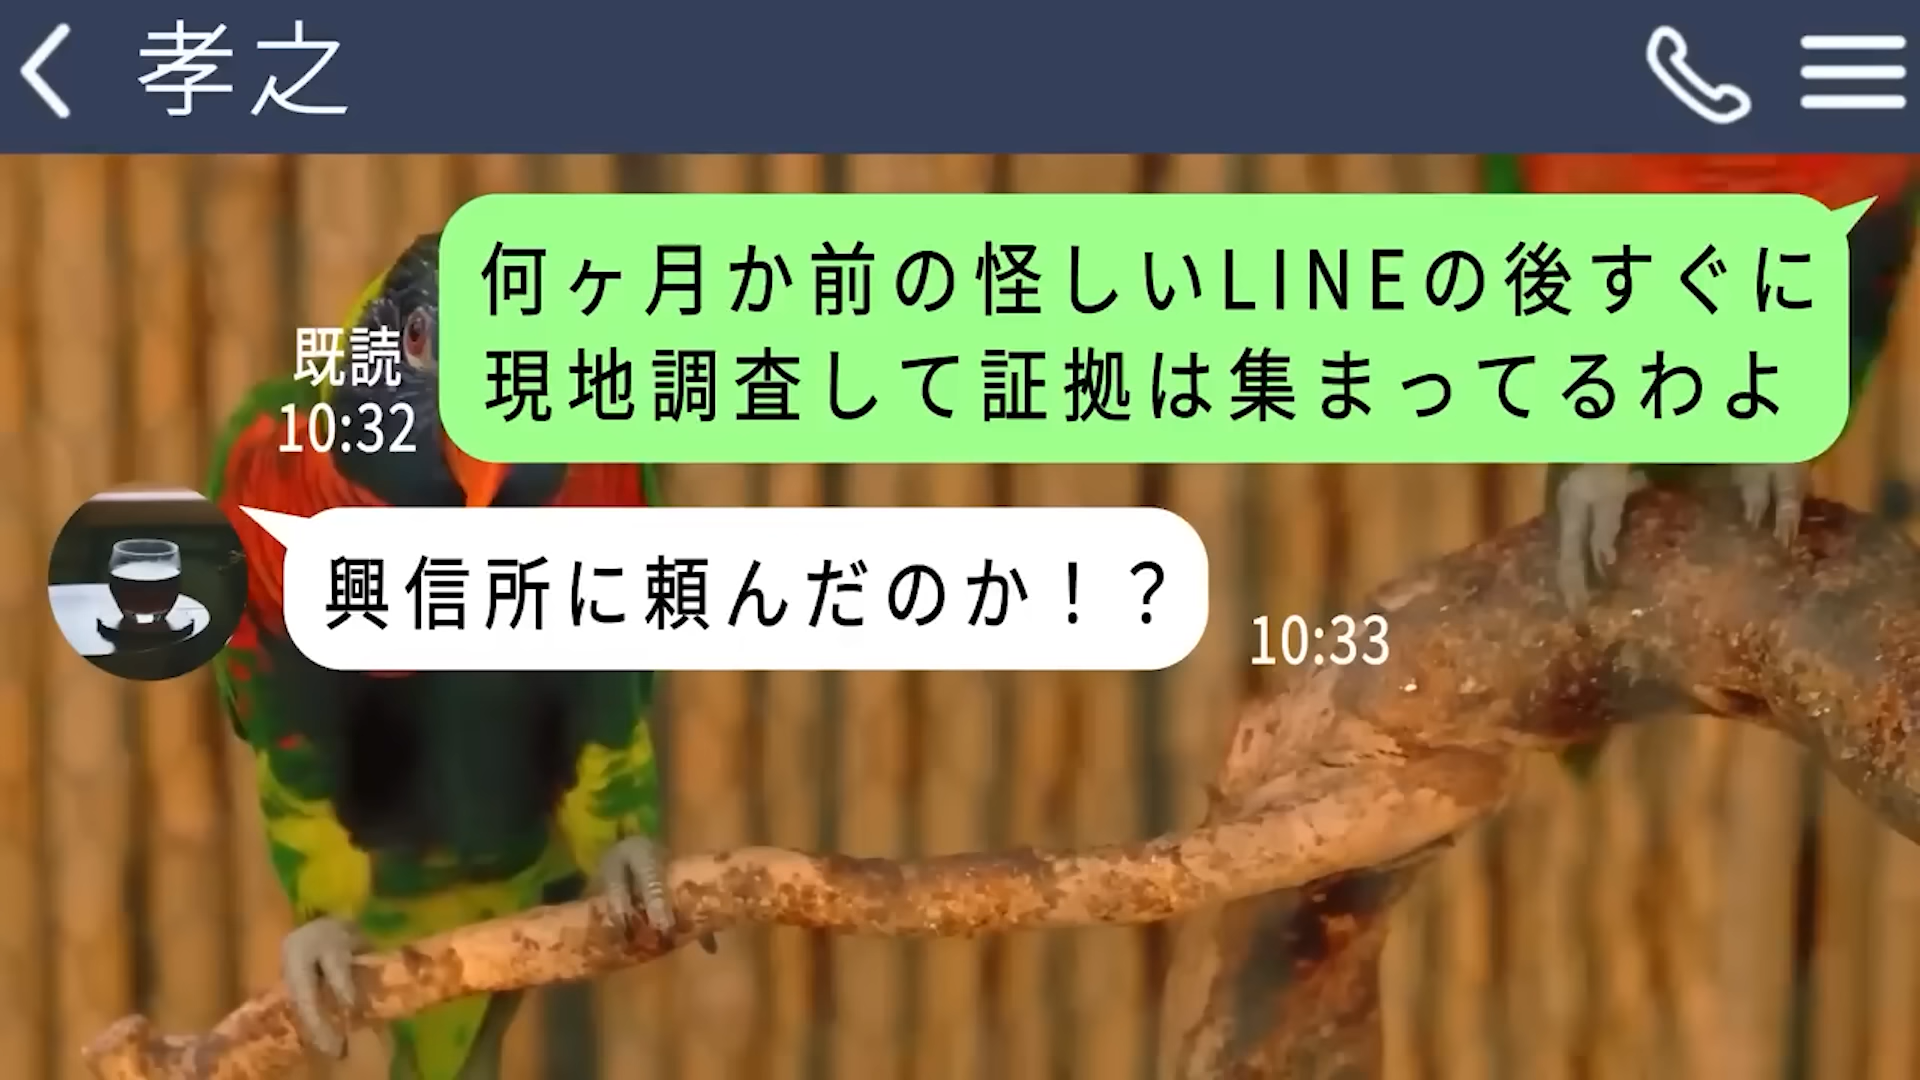 孝之
何ヶ月か前の怪しいLINEの後すぐに
現地調査して証拠は集まってるわよ
既読
10:32
興信所に頼んだのか！？
10:33